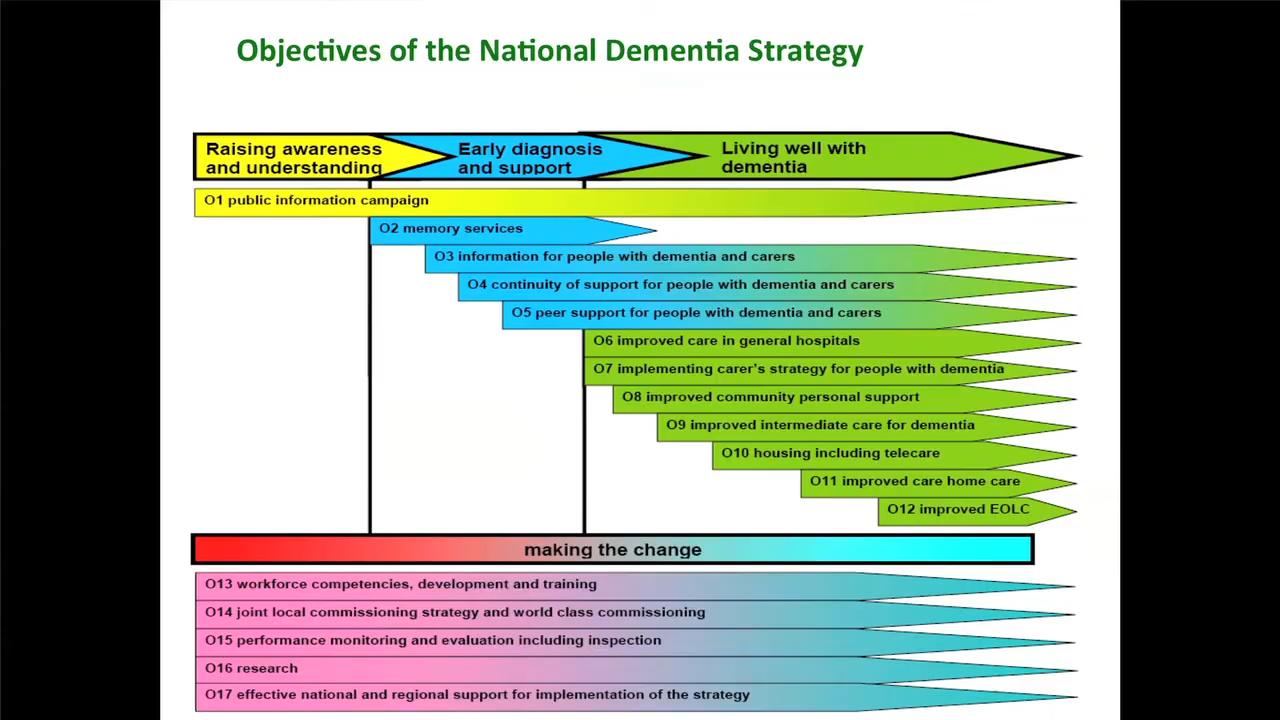 Objectives of the National Dementia Strategy
Raising awareness
and understanding
Early diagnosis
and support
Living well with
dementia
O1 public information campaign
O2 memory services
O3 information for people with dementia and carers
O4 continuity of support for people with dementia and carers
O5 peer support for people with dementia and carers
O6 improved care in general hospitals
O7 implementing carer's strategy for people with dementia
O8 improved community personal support
O9 improved intermediate care for dementia
O10 housing including telecare
O11 improved care home care
O12 improved EOLC
making the change
O13 workforce competencies, development and training
O14 joint local commissioning strategy and world class commissioning
O15 performance monitoring and evaluation including inspection
O16 research
O17 effective national and regional support for implementation of the strategy